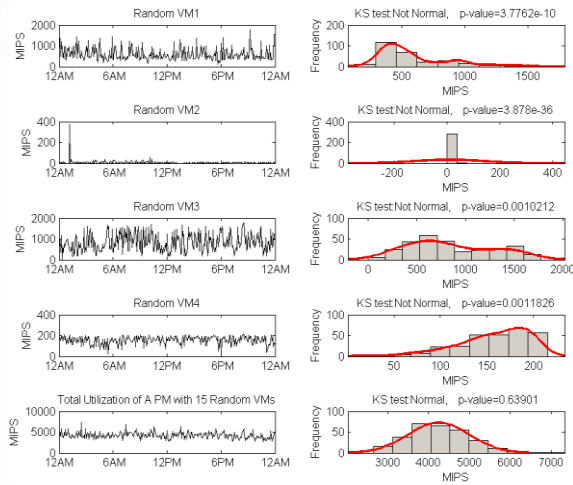 Random VM1
MIPS
2000
1000
0
12AM 6AM 12PM 6AM 12AM
KS test:Not Normal, p-value=3.7762e-10
Frequency
200
100
0
500 1000 1500
MIPS
Random VM2
MIPS
400
200
0
12AM 6AM 12PM 6AM 12AM
KS test:Not Normal, p-value=3.878e-36
Frequency
400
200
0
-200 0 200 400
MIPS
Random VM3
MIPS
2000
1000
0
12AM 6AM 12PM 6AM 12AM
KS test:Not Normal, p-value=0.0010212
Frequency
100
50
0
0 500 1000 1500 2000
MIPS
Random VM4
MIPS
400
200
0
12AM 6AM 12PM 6AM 12AM
KS test:Not Normal, p-value=0.0011826
Frequency
100
50
0
50 100 150 200
MIPS
Total Utilization of A PM with 15 Random VMs
MIPS
10000
5000
0
12AM 6AM 12PM 6AM 12AM
KS test:Normal, p-value=0.63901
Frequency
100
50
0
2000 3000 4000 5000 6000 7000
MIPS